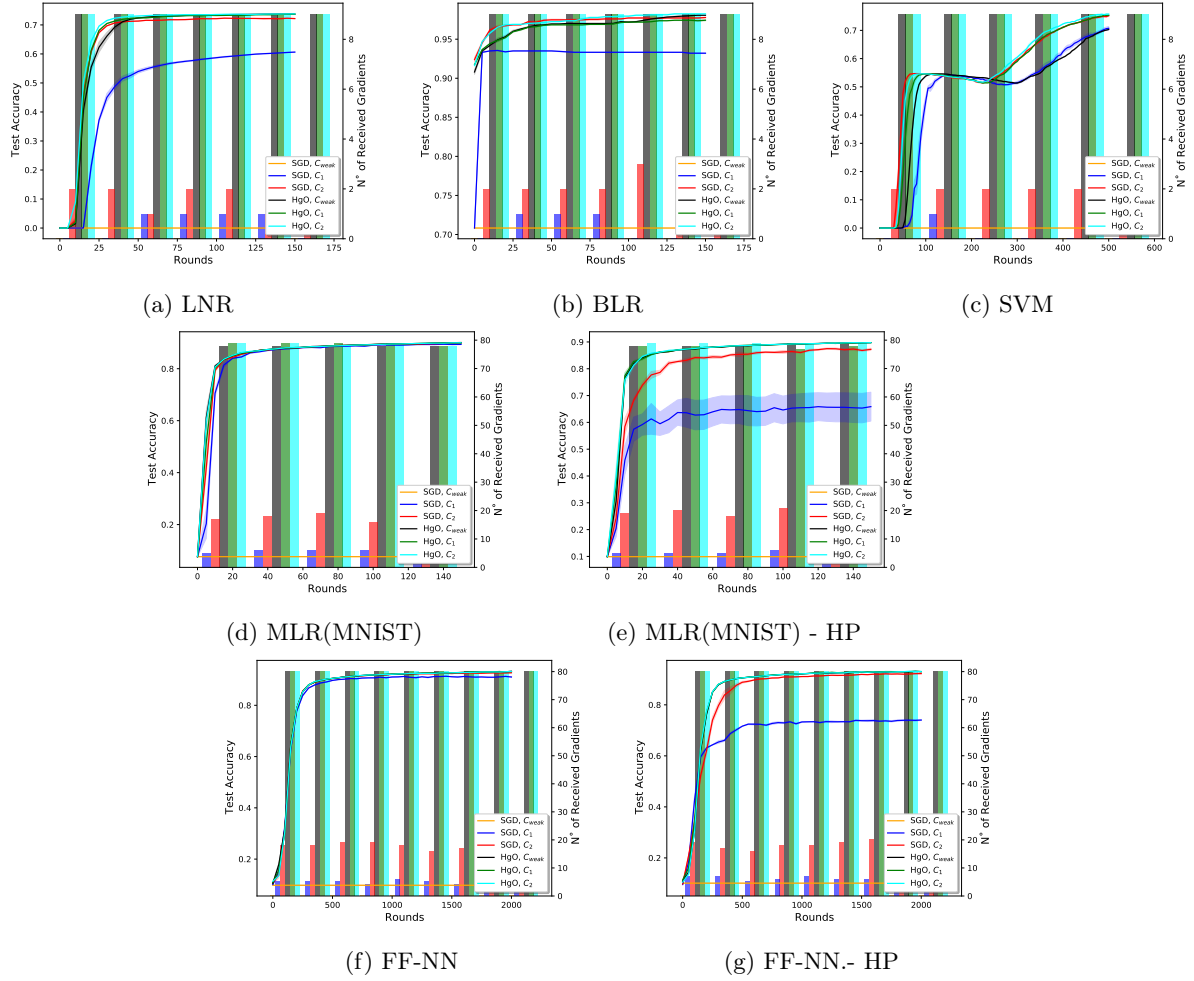 Test Accuracy
0.7
0.6
0.5
0.4
0.3
0.2
0.1
0.0
0 25 50 75 100 125 150 175
Rounds
8
6
4
2
0
N° of Received Gradients
SGD, C_weak
SGD, C_1
SGD, C_2
HgO, C_weak
HgO, C_1
HgO, C_2
(a) LNR
Test Accuracy
0.95
0.90
0.85
0.80
0.75
0.70
0 25 50 75 100 125 150 175
Rounds
8
6
4
2
0
N° of Received Gradients
SGD, C_weak
SGD, C_1
SGD, C_2
HgO, C_weak
HgO, C_1
HgO, C_2
(b) BLR
Test Accuracy
0.7
0.6
0.5
0.4
0.3
0.2
0.1
0.0
0 100 200 300 400 500 600
Rounds
8
6
4
2
0
N° of Received Gradients
SGD, C_weak
SGD, C_1
SGD, C_2
HgO, C_weak
HgO, C_1
HgO, C_2
(c) SVM
Test Accuracy
0.8
0.6
0.4
0.2
0 20 40 60 80 100 120 140
Rounds
80
70
60
50
40
30
20
10
0
N° of Received Gradients
SGD, C_weak
SGD, C_1
SGD, C_2
HgO, C_weak
HgO, C_1
HgO, C_2
(d) MLR(MNIST)
Test Accuracy
0.9
0.8
0.7
0.6
0.5
0.4
0.3
0.2
0.1
0 20 40 60 80 100 120 140
Rounds
80
70
60
50
40
30
20
10
0
N° of Received Gradients
SGD, C_weak
SGD, C_1
SGD, C_2
HgO, C_weak
HgO, C_1
HgO, C_2
(e) MLR(MNIST) - HP
Test Accuracy
0.8
0.6
0.4
0.2
0 500 1000 1500 2000
Rounds
80
70
60
50
40
30
20
10
0
N° of Received Gradients
SGD, C_weak
SGD, C_1
SGD, C_2
HgO, C_weak
HgO, C_1
HgO, C_2
(f) FF-NN
Test Accuracy
0.8
0.6
0.4
0.2
0 500 1000 1500 2000
Rounds
80
70
60
50
40
30
20
10
0
N° of Received Gradients
SGD, C_weak
SGD, C_1
SGD, C_2
HgO, C_weak
HgO, C_1
HgO, C_2
(g) FF-NN.- HP